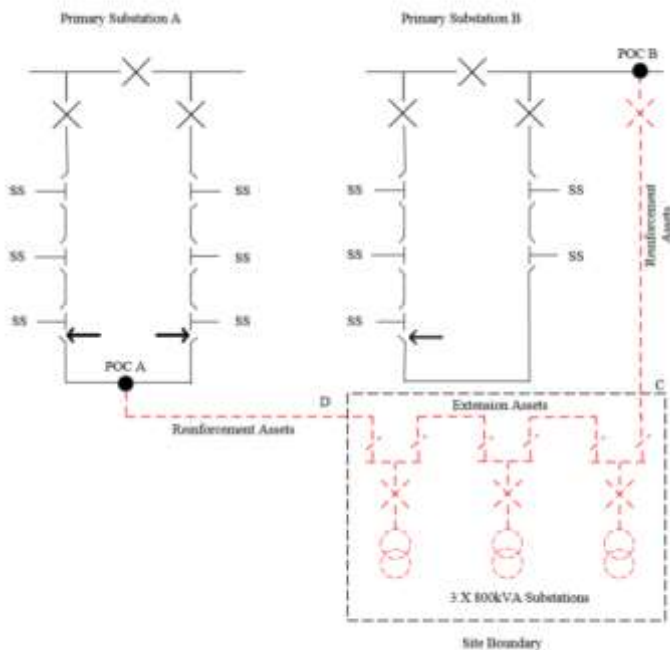 Primary Substation A
Primary Substation B
POC B
SS
SS
SS
SS
SS
SS
SS
SS
SS
SS
SS
Reinforcement
Assets
POC A
D
C
Reinforcement Assets
Extension Assets
3 X 800kVA Substations
Site Boundary